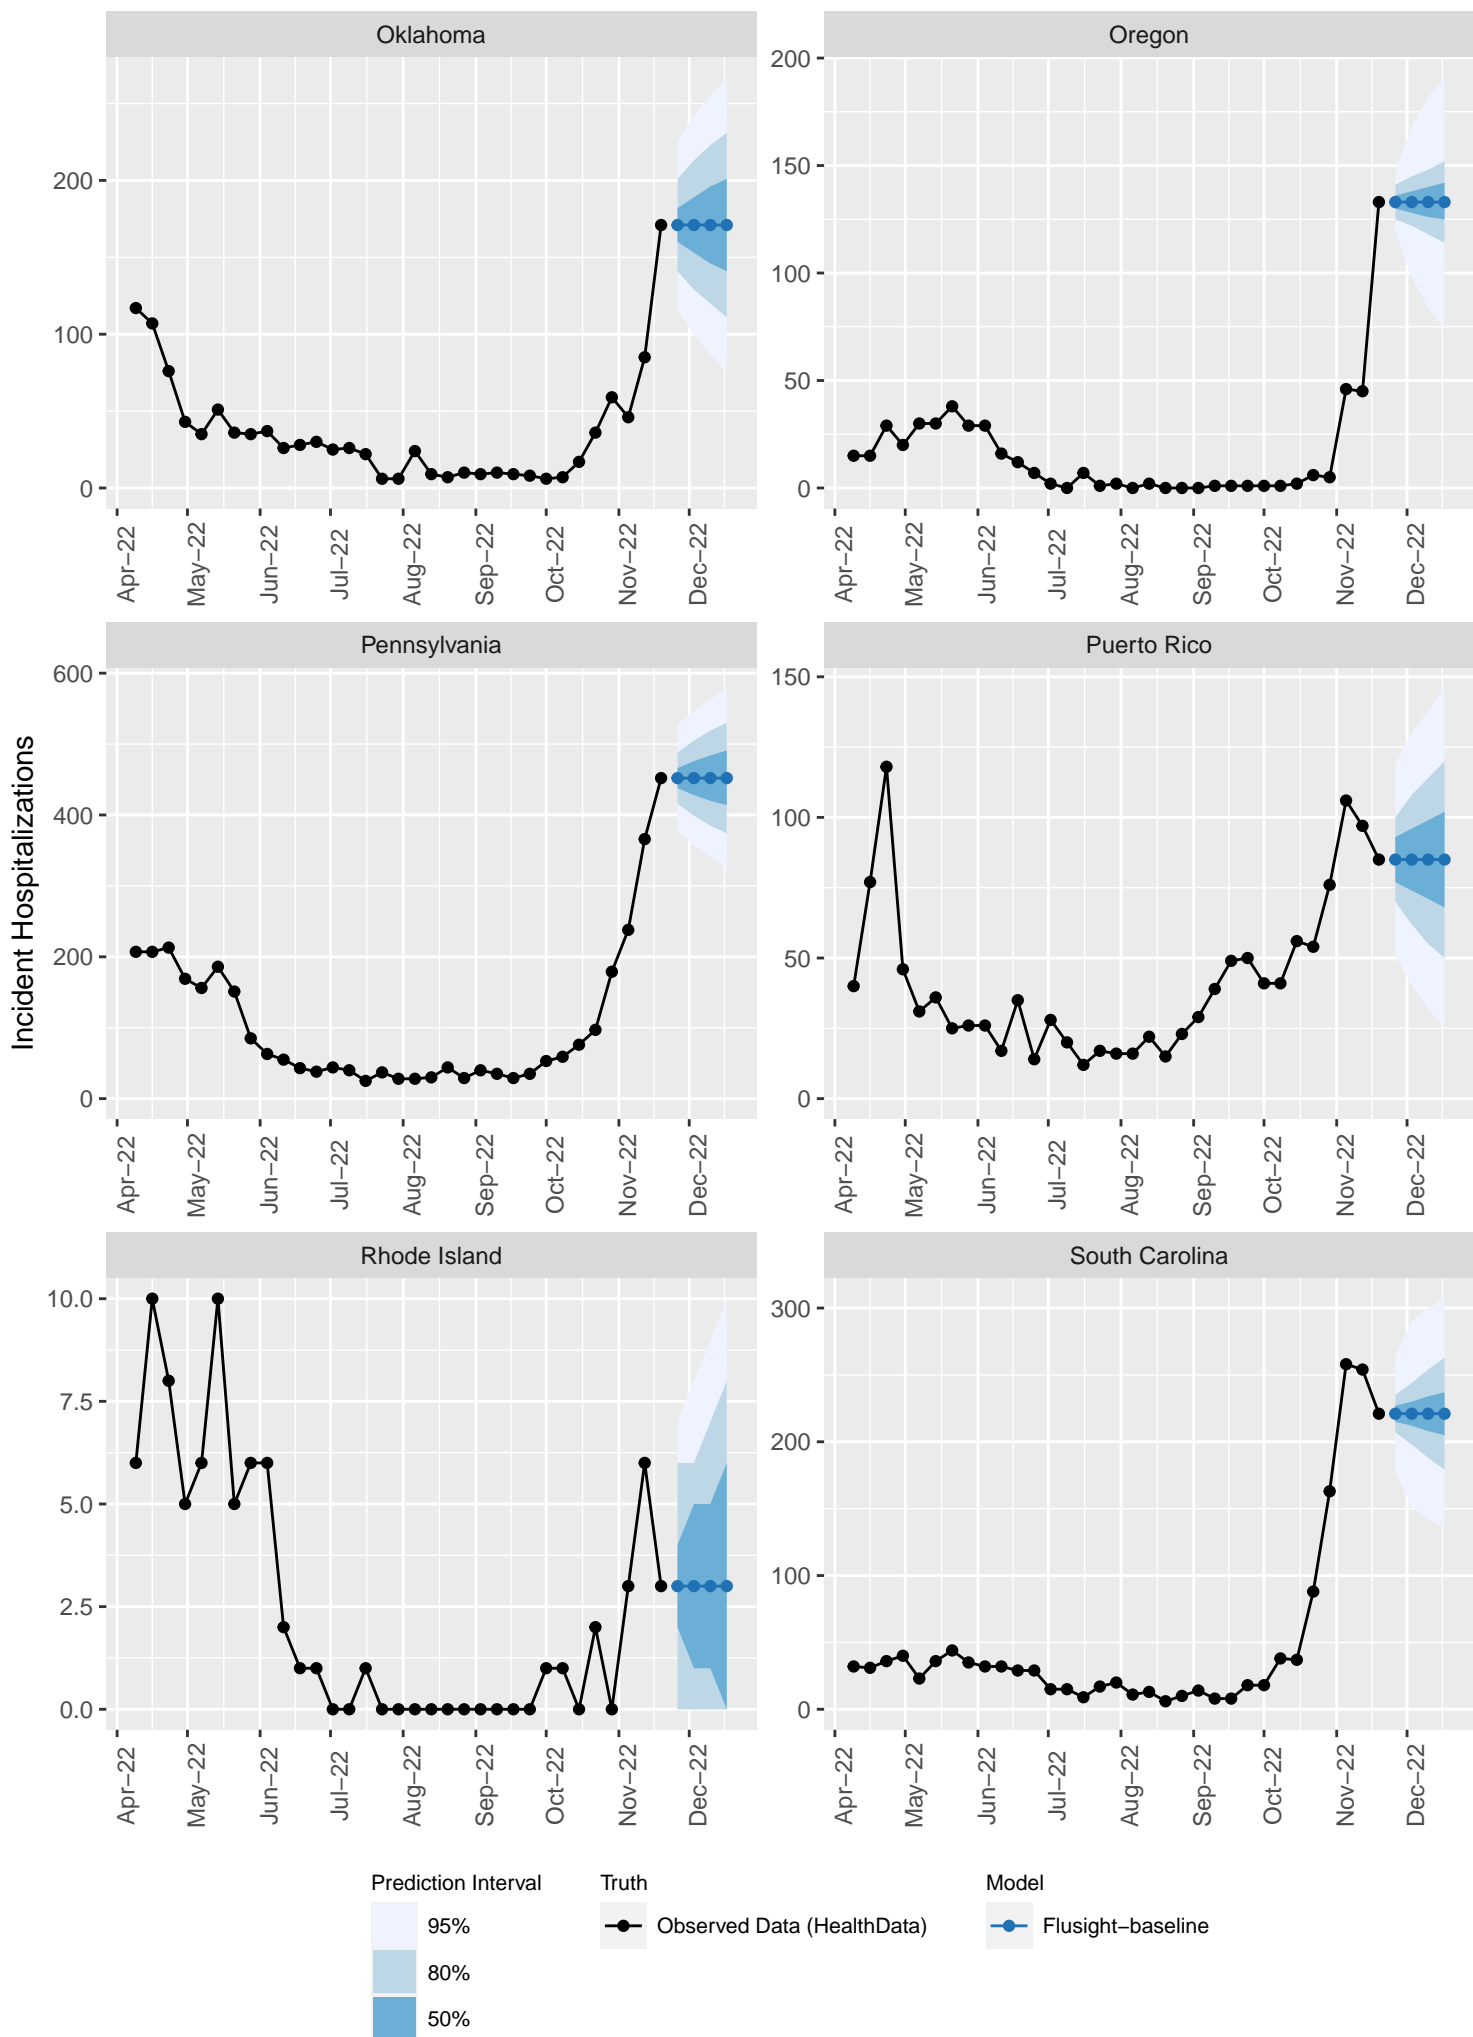 Oklahoma
Oregon
200
100
0
200
150
100
50
0
Apr−22
May−22
Jun−22
Jul−22
Aug−22
Sep−22
Oct−22
Nov−22
Dec−22
Apr−22
May−22
Jun−22
Jul−22
Aug−22
Sep−22
Oct−22
Nov−22
Dec−22
Incident Hospitalizations
Pennsylvania
Puerto Rico
600
400
200
0
150
100
50
0
Apr−22
May−22
Jun−22
Jul−22
Aug−22
Sep−22
Oct−22
Nov−22
Dec−22
Apr−22
May−22
Jun−22
Jul−22
Aug−22
Sep−22
Oct−22
Nov−22
Dec−22
Rhode Island
South Carolina
10.0
7.5
5.0
2.5
0.0
300
200
100
0
Apr−22
May−22
Jun−22
Jul−22
Aug−22
Sep−22
Oct−22
Nov−22
Dec−22
Apr−22
May−22
Jun−22
Jul−22
Aug−22
Sep−22
Oct−22
Nov−22
Dec−22
Prediction Interval
95%
80%
50%
Truth
Observed Data (HealthData)
Model
Flusight−baseline